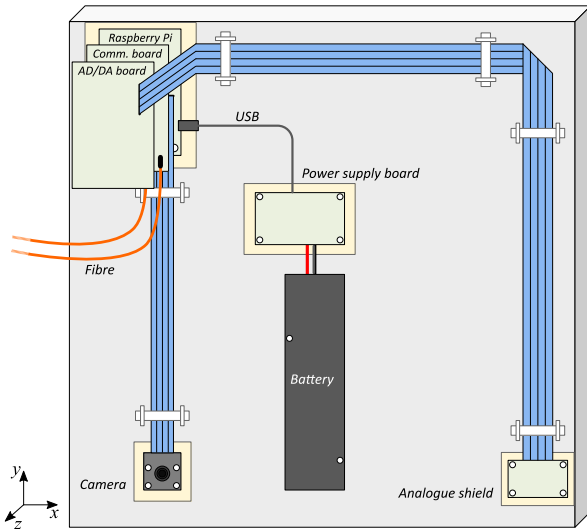 Raspberry Pi
Comm. board
AD/DA board
USB
Power supply board
Fibre
Battery
Camera
Analogue shield
y
x
z